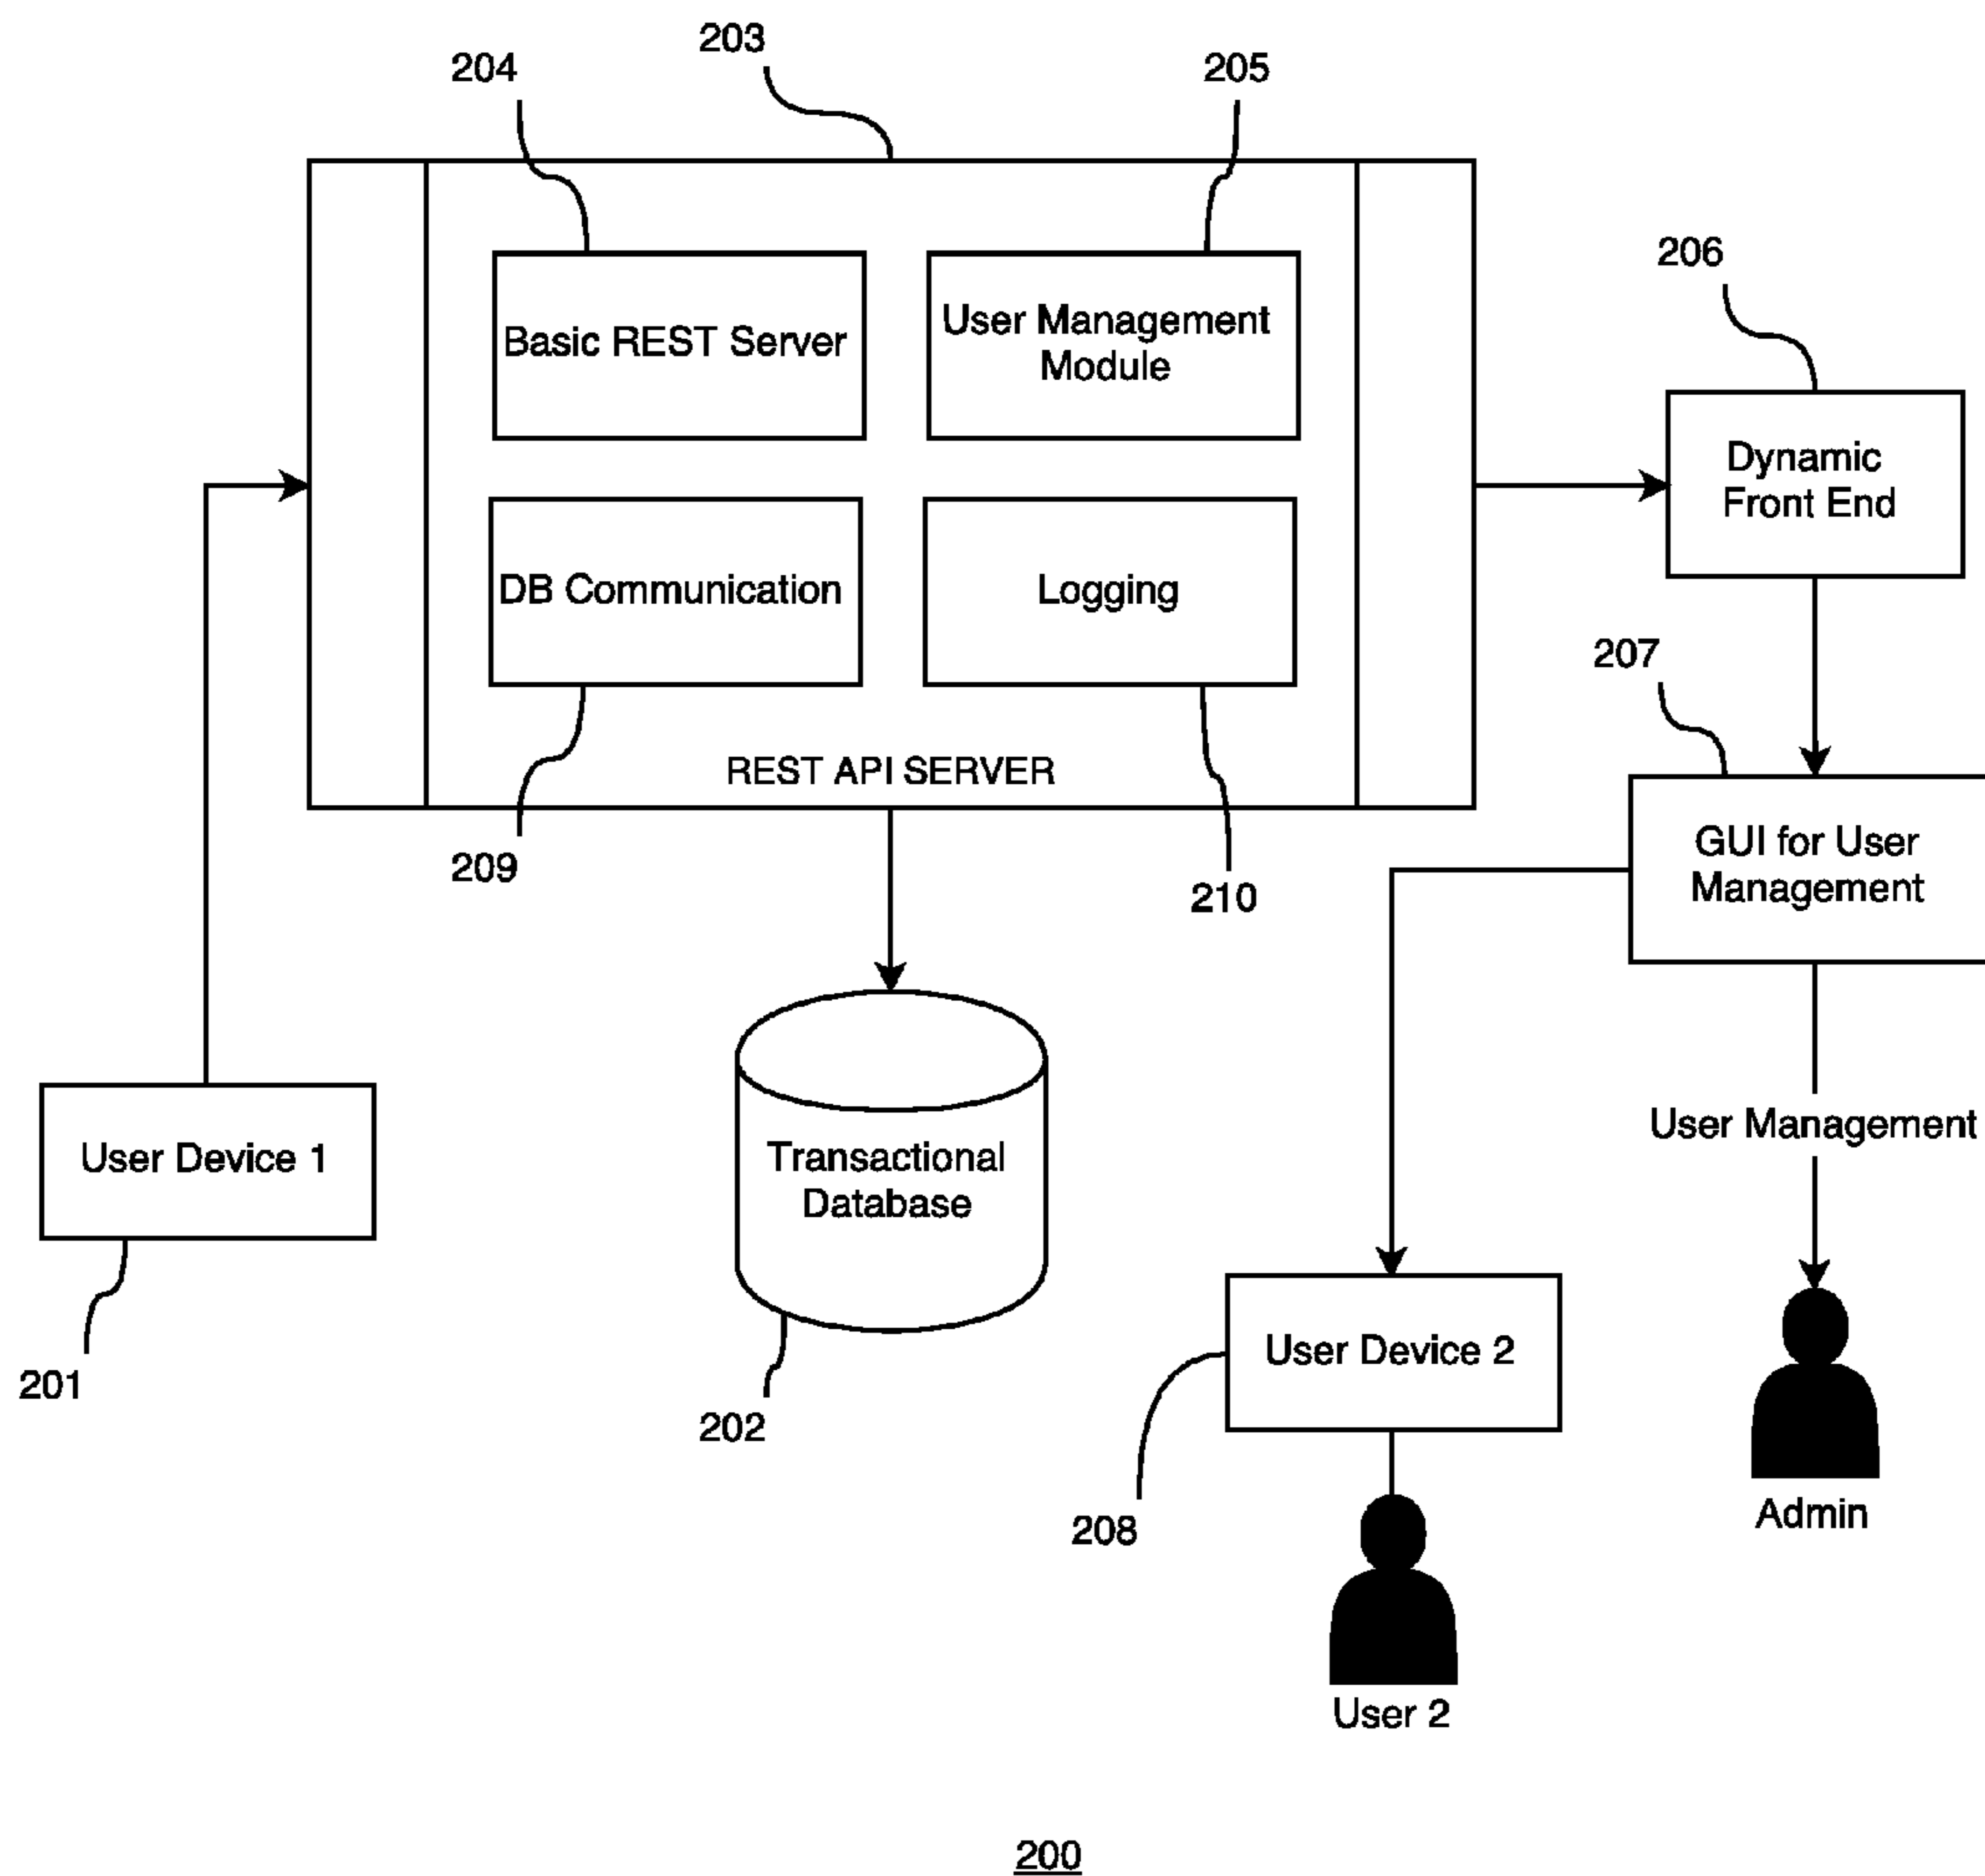 203
204
205
206
Basic REST Server
User Management
Module
Dynamic
Front End
DB Communication
Logging
207
REST API SERVER
209
210
GUI for User
Management
User Device 1
Transactional
Database
User Management
201
202
User Device 2
208
Admin
User 2
200